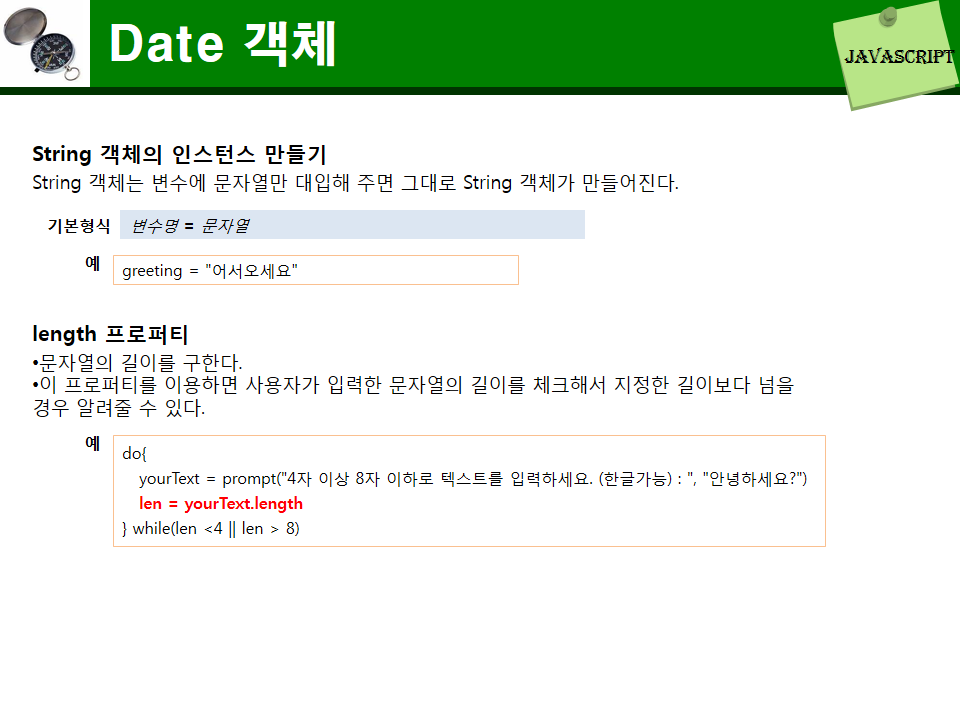 Date 객체
JAVASCRIPT
String 객체의 인스턴스 만들기
String 객체는 변수에 문자열만 대입해 주면 그대로 String 객체가 만들어진다.
기본형식 변수명 = 문자열
예 greeting = "어서오세요"
length 프로퍼티
•문자열의 길이를 구한다.
•이 프로퍼티를 이용하면 사용자가 입력한 문자열의 길이를 체크해서 지정한 길이보다 넘을
경우 알려줄 수 있다.
예 do{
yourText = prompt("4자 이상 8자 이하로 텍스트를 입력하세요. (한글가능) : ", "안녕하세요?")
len = yourText.length
} while(len <4 || len > 8)